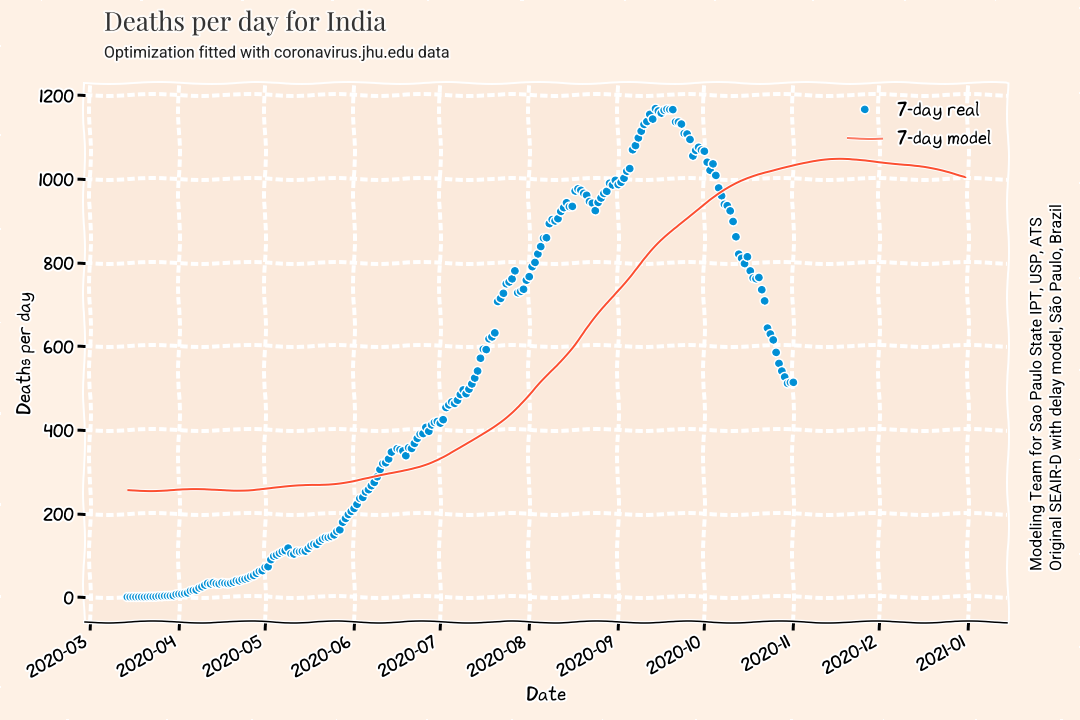 Deaths per day for India
Optimization fitted with coronavirus.jhu.edu data
1200
1000
800
600
400
200
0
Deaths per day
7-day real
7-day model
2020-03
2020-04
2020-05
2020-06
2020-07
2020-08
2020-09
2020-10
2020-11
2020-12
2021-01
Date
Modeling Team for Sao Paulo State IPT, USP, ATS
Original SEAIR-D with delay model, São Paulo, Brazil